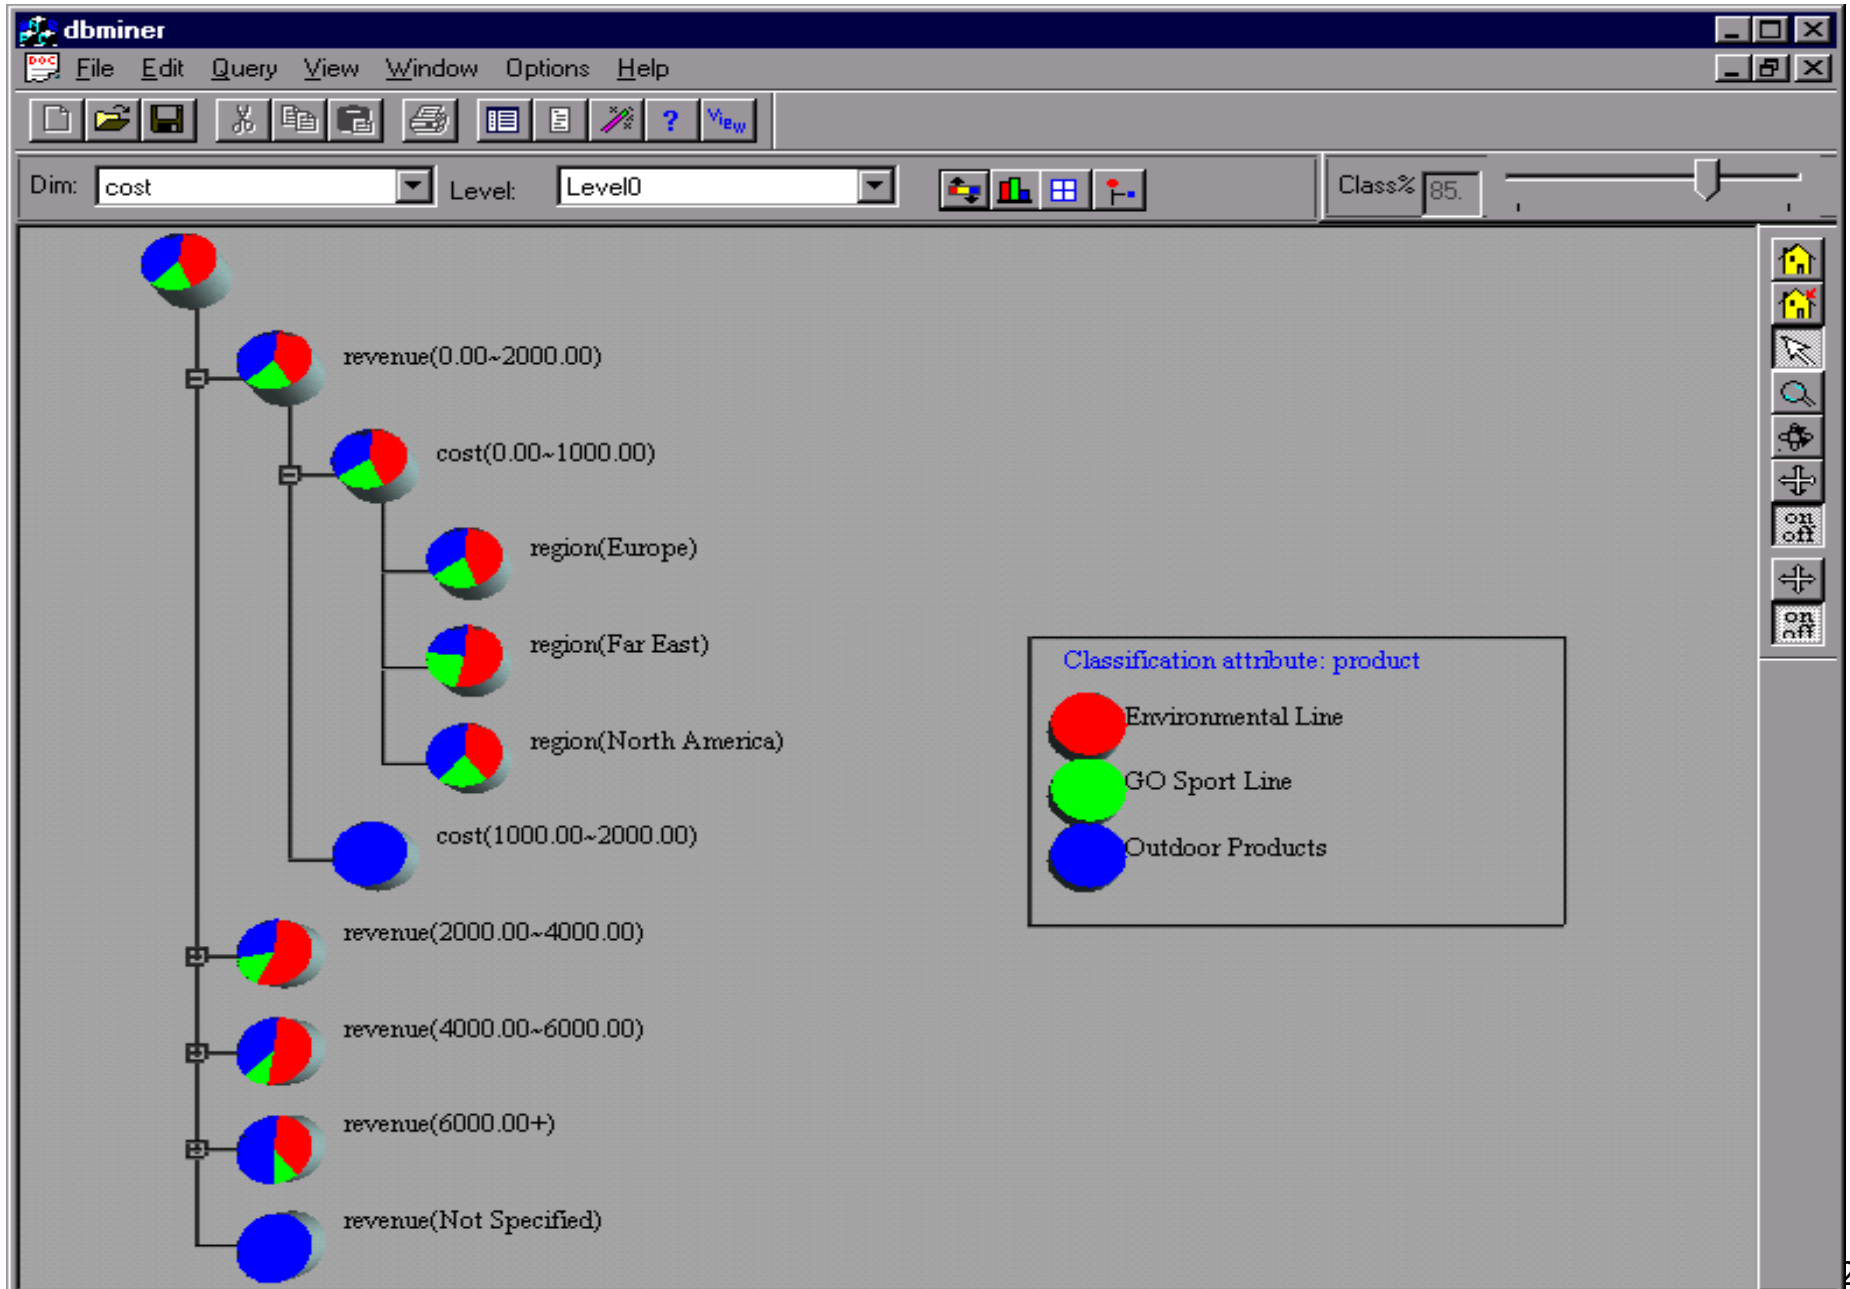 dbminer
DOC File Edit Query View Window Options Help
? View
Dim: cost Level: Level0 Class% 85.
revenue(0.00~2000.00)
cost(0.00~1000.00)
region(Europe)
region(Far East)
region(North America)
cost(1000.00~2000.00)
revenue(2000.00~4000.00)
revenue(4000.00~6000.00)
revenue(6000.00+)
revenue(Not Specified)
Classification attribute: product
Environmental Line
GO Sport Line
Outdoor Products
on
off
on
off